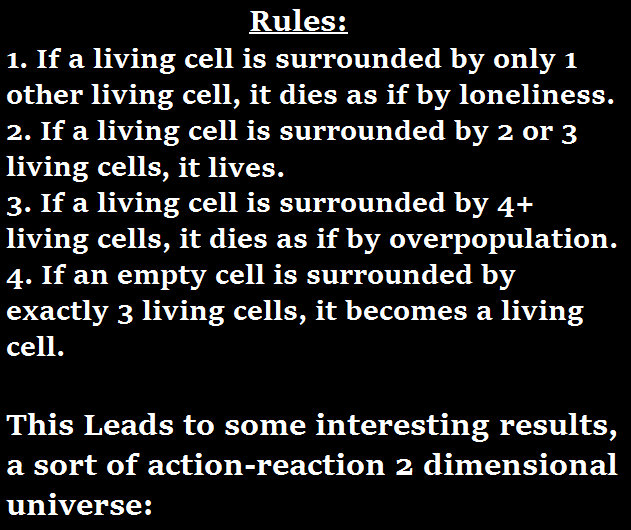 Rules:
1. If a living cell is surrounded by only 1
other living cell, it dies as if by loneliness.
2. If a living cell is surrounded by 2 or 3
living cells, it lives.
3. If a living cell is surrounded by 4+
living cells, it dies as if by overpopulation.
4. If an empty cell is surrounded by
exactly 3 living cells, it becomes a living
cell.
This Leads to some interesting results,
a sort of action-reaction 2 dimensional
universe: